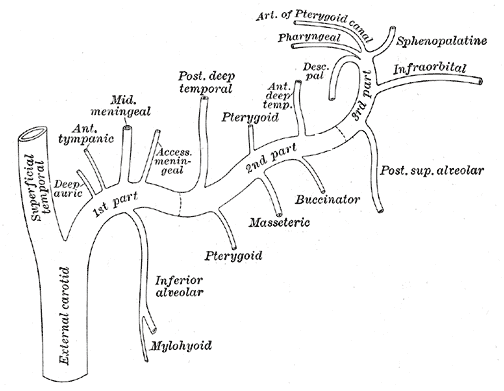 Art. of Pterygoid canal
Pharyngeal
Sphenopalatine
Desc.
pal
Infraorbital
Post. deep
temporal
Ant.
deep
temp.
3rd part
Mid.
meningeal
Pterygoid
Ant.
tympanic
Access.
menin-
geal
2nd part
Superficial
temporal
Deep
auric.
1st part
Post. sup. alveolar
Buccinator
Masseteric
Pterygoid
Inferior
alveolar
External carotid
Mylohyoid